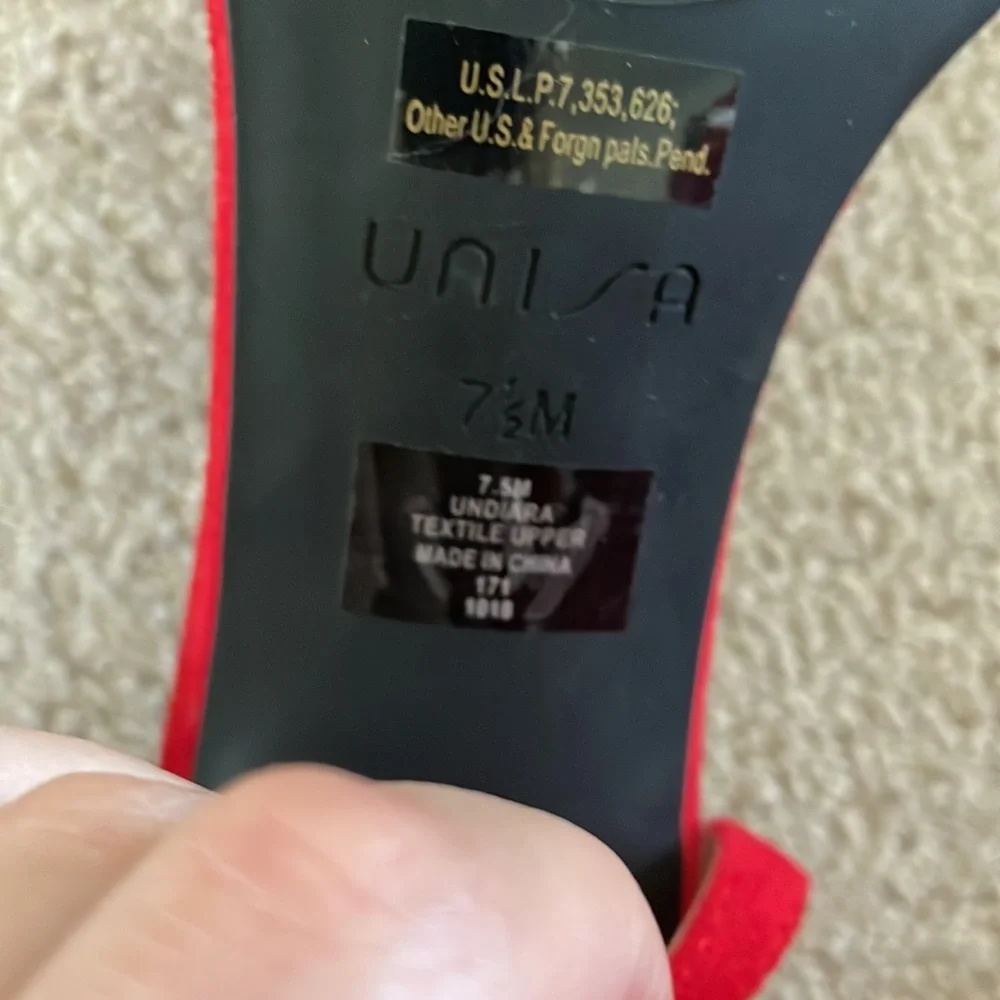 U.S.L.P.7,353,626;
Other U.S.& Forgn pats.Pend.
UNISA
7½M
7.5M
UNDIARA
TEXTILE UPPER
MADE IN CHINA
171
1018